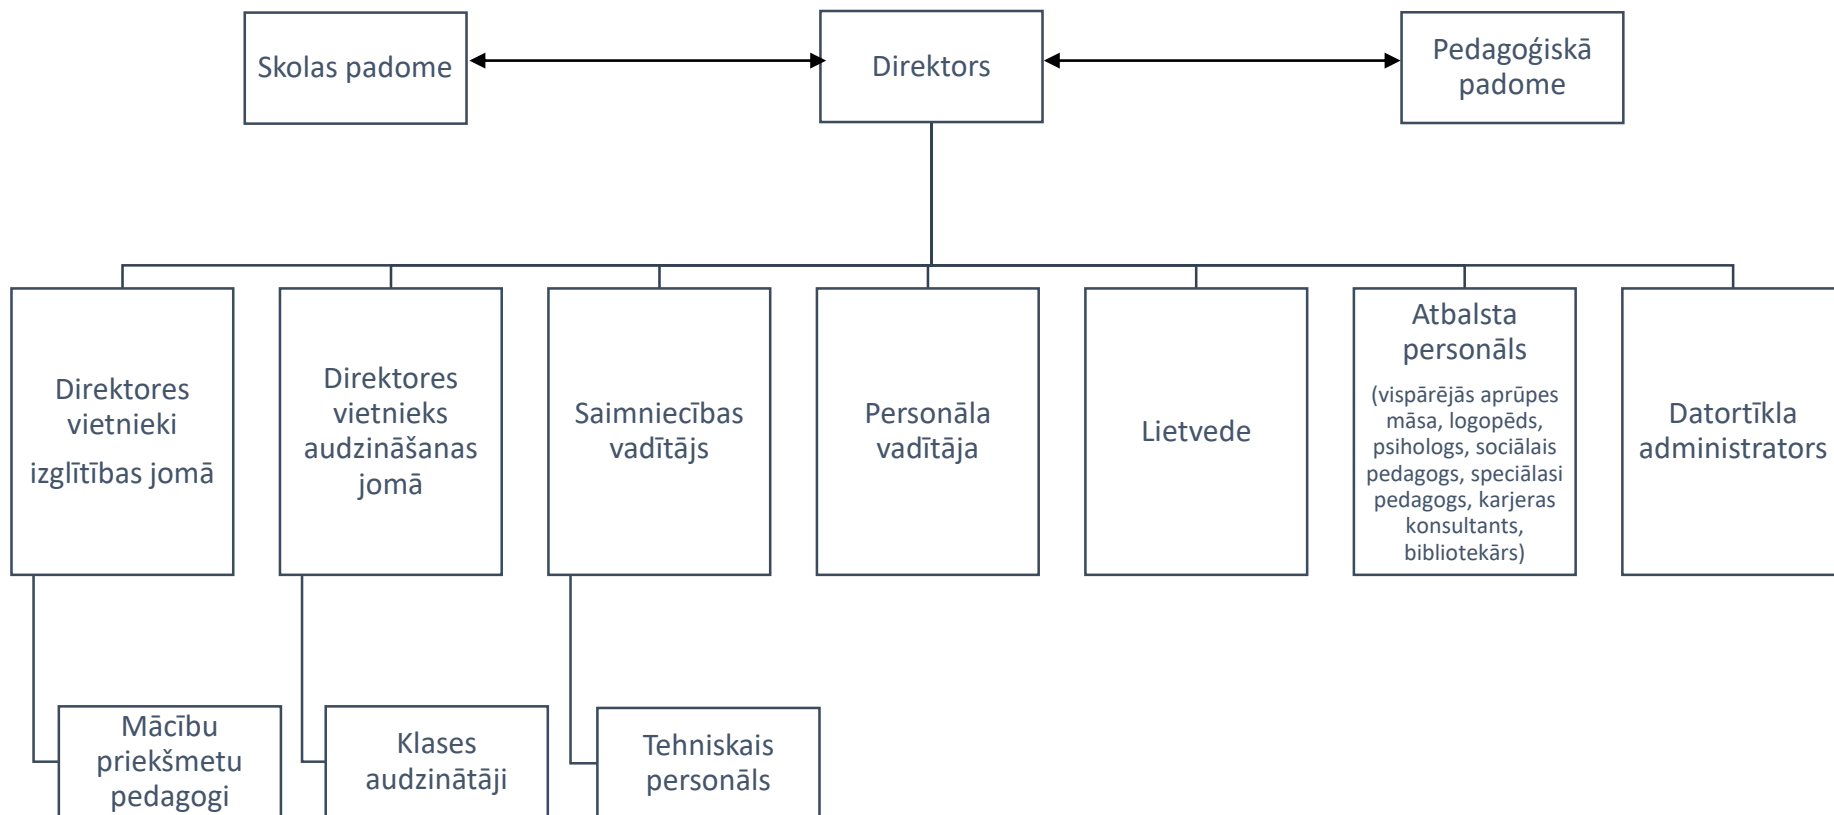 Skolas padome
Direktors
Pedagoģiskā
padome
Direktores
vietnieki
izglītības jomā
Direktores
vietnieks
audzināšanas
jomā
Saimniecības
vadītājs
Personāla
vadītāja
Lietvede
Atbalsta
personāls
(vispārējās aprūpes
māsa, logopēds,
psihologs, sociālais
pedagogs, speciālasi
pedagogs, karjeras
konsultants,
bibliotekārs)
Datortīkla
administrators
Mācību
priekšmetu
pedagogi
Klases
audzinātāji
Tehniskais
personāls